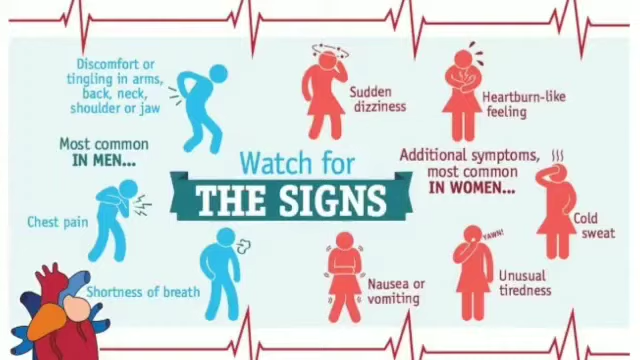 Discomfort or
tingling in arms,
back, neck,
shoulder or jaw
Most common
IN MEN...
Chest pain
Shortness of breath
Watch for
THE SIGNS
Sudden
dizziness
Heartburn-like
feeling
Additional symptoms,
most common
IN WOMEN...
Cold
sweat
YAWN!
Unusual
tiredness
Nausea or
vomiting